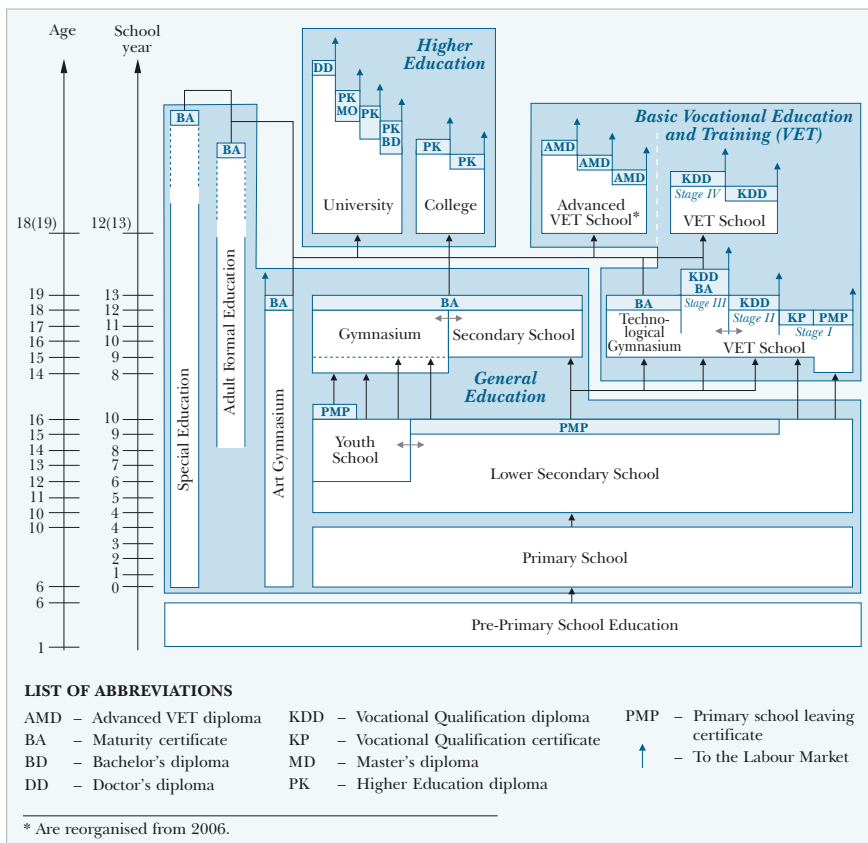 Age
School
year
Higher
Education
Basic Vocational Education
and Training (VET)
DD
PK
MO
PK
PK
BD
PK
PK
University
College
AMD
AMD
AMD
Advanced
VET School*
KDD
Stage IV
KDD
VET School
BA
BA
18(19)
12(13)
19
18
17
16
15
14
16
15
14
13
12
11
10
10
6
6
1
13
12
11
10
9
8
10
9
8
7
6
5
4
4
3
2
1
0
Special Education
Adult Formal Education
BA
Art Gymnasium
BA
Gymnasium
Secondary School
General
Education
BA
Techno-
logical
Gymnasium
KDD
BA
Stage III
KDD
Stage II
KP
PMP
Stage I
VET School
PMP
Youth
School
PMP
Lower Secondary School
Primary School
Pre-Primary School Education
LIST OF ABBREVIATIONS
AMD – Advanced VET diploma
BA – Maturity certificate
BD – Bachelor's diploma
DD – Doctor's diploma
KDD – Vocational Qualification diploma
KP – Vocational Qualification certificate
MD – Master's diploma
PK – Higher Education diploma
PMP – Primary school leaving
certificate
– To the Labour Market
* Are reorganised from 2006.